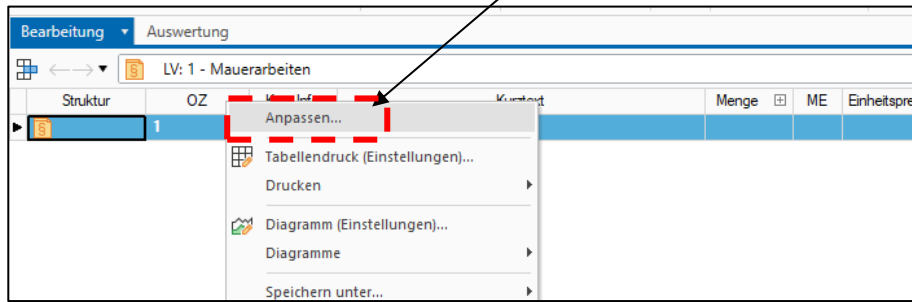 Bearbeitung Auswertung
LV: 1 - Mauerarbeiten
Struktur OZ Kurztext Menge ME Einheitspre
1
Anpassen...
Tabellendruck (Einstellungen)...
Drucken
Diagramm (Einstellungen)...
Diagramme
Speichern unter...